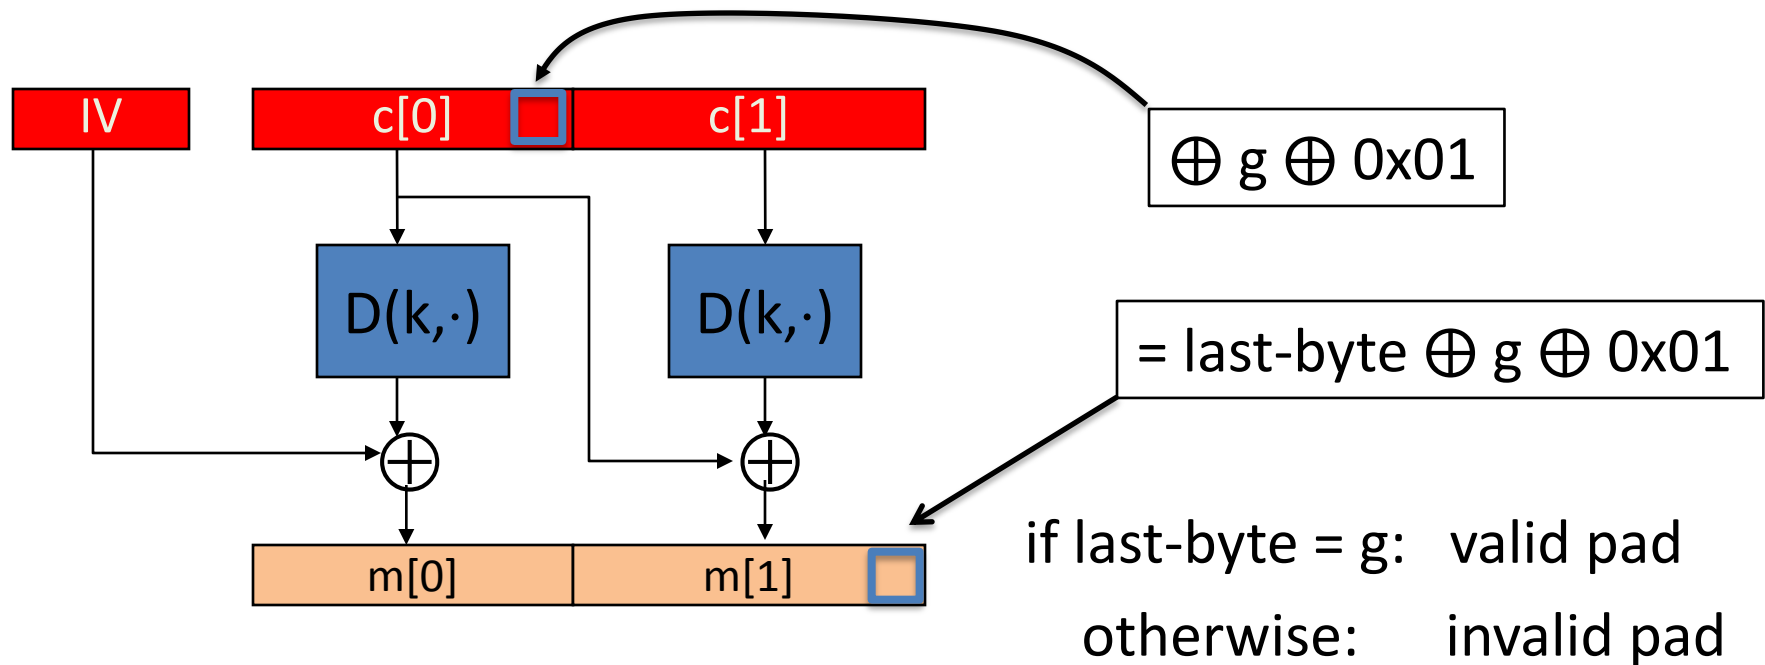 IV
c[0]
c[1]
⊕ g ⊕ 0x01
D(k,·)
D(k,·)
= last-byte ⊕ g ⊕ 0x01
m[0]
m[1]
if last-byte = g: valid pad
otherwise: invalid pad